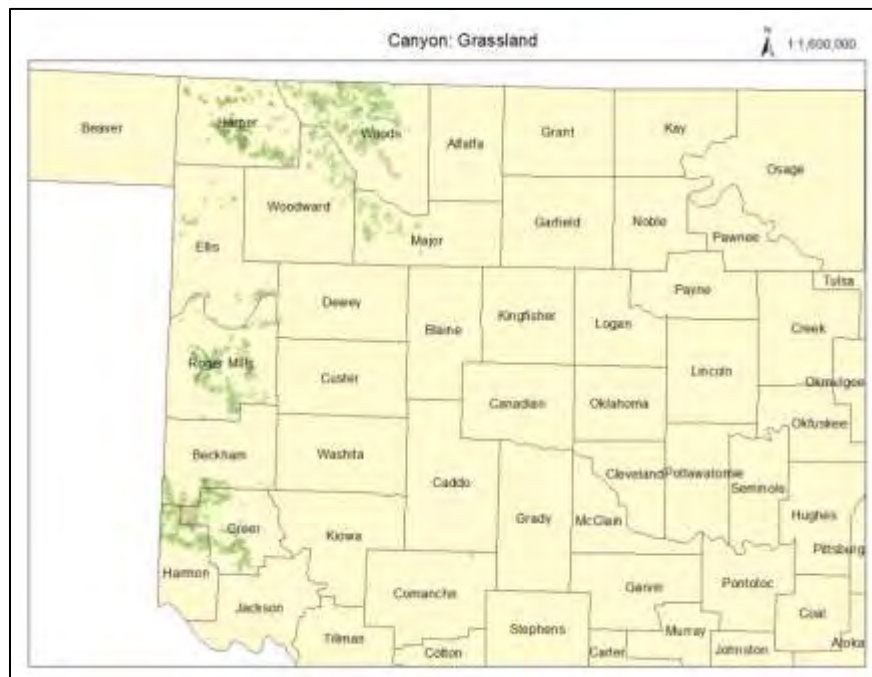 Canyon: Grassland
N
1:1,600,000
Beaver
Harper
Woods
Alfalfa
Grant
Kay
Osage
Woodward
Ellis
Major
Garfield
Noble
Pawnee
Tulsa
Dewey
Blaine
Kingfisher
Logan
Payne
Creek
Roger Mills
Custer
Lincoln
Okmulgee
Canadian
Oklahoma
Okfuskee
Beckham
Washita
Caddo
Cleveland
Pottawatomie
Seminole
Greer
Kiowa
Grady
McClain
Hughes
Pittsburg
Harmon
Jackson
Comanche
Garvin
Pontotoc
Coal
Tillman
Stephens
Murray
Cotton
Carter
Johnston
Atoka